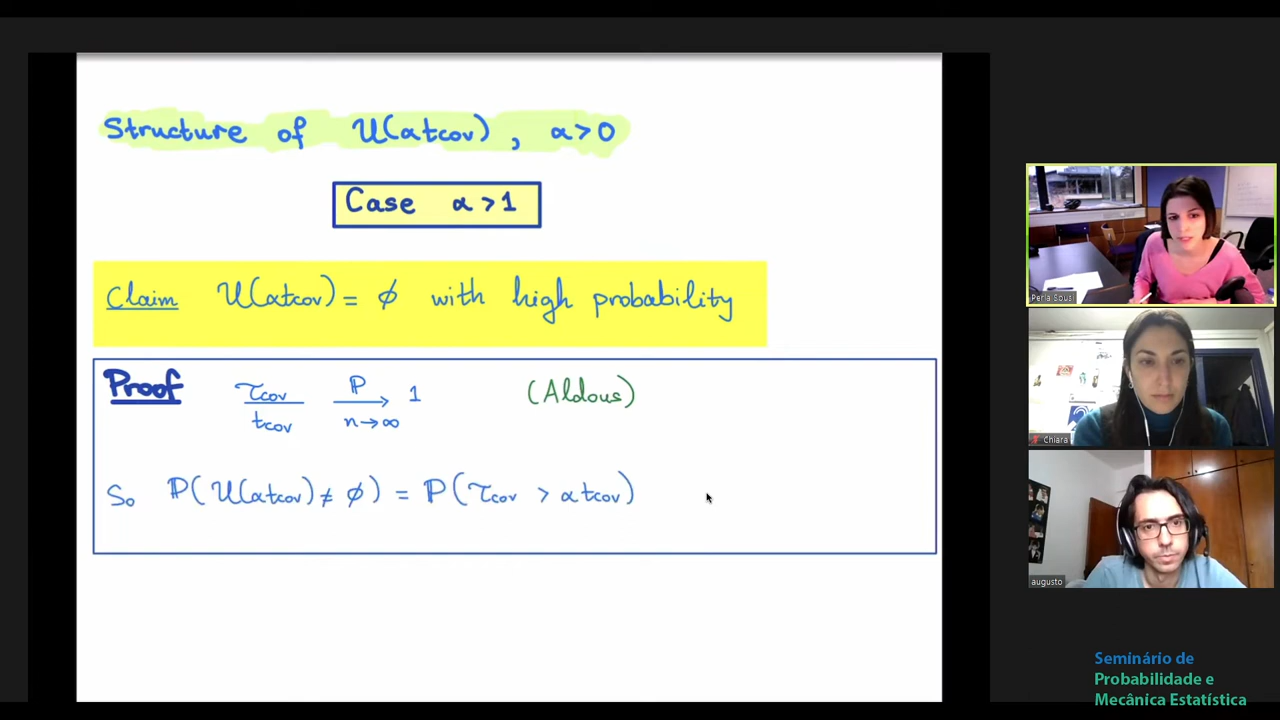 Structure of U(αtcov), α>0
Case α>1
Claim U(αtcov) = ϕ with high probability
Proof τcov/tcov P→ n→∞ 1 (Aldous)
So P(U(αtcov) ≠ ϕ) = P(τcov > αtcov)
Perla Sousi
Chiara
augusto
Seminário de
Probabilidade e
Mecânica Estatística